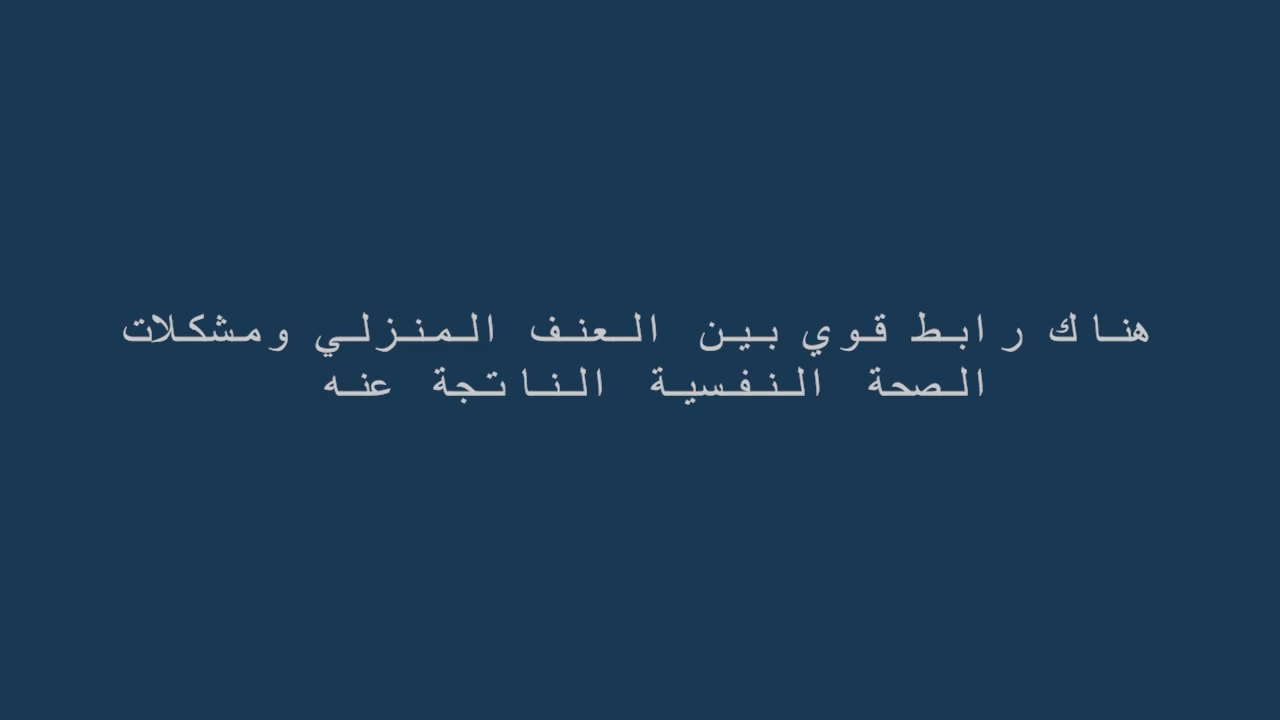 هناك رابط قوي بين العنف المنزلي ومشكلات
الصحة النفسية الناتجة عنه